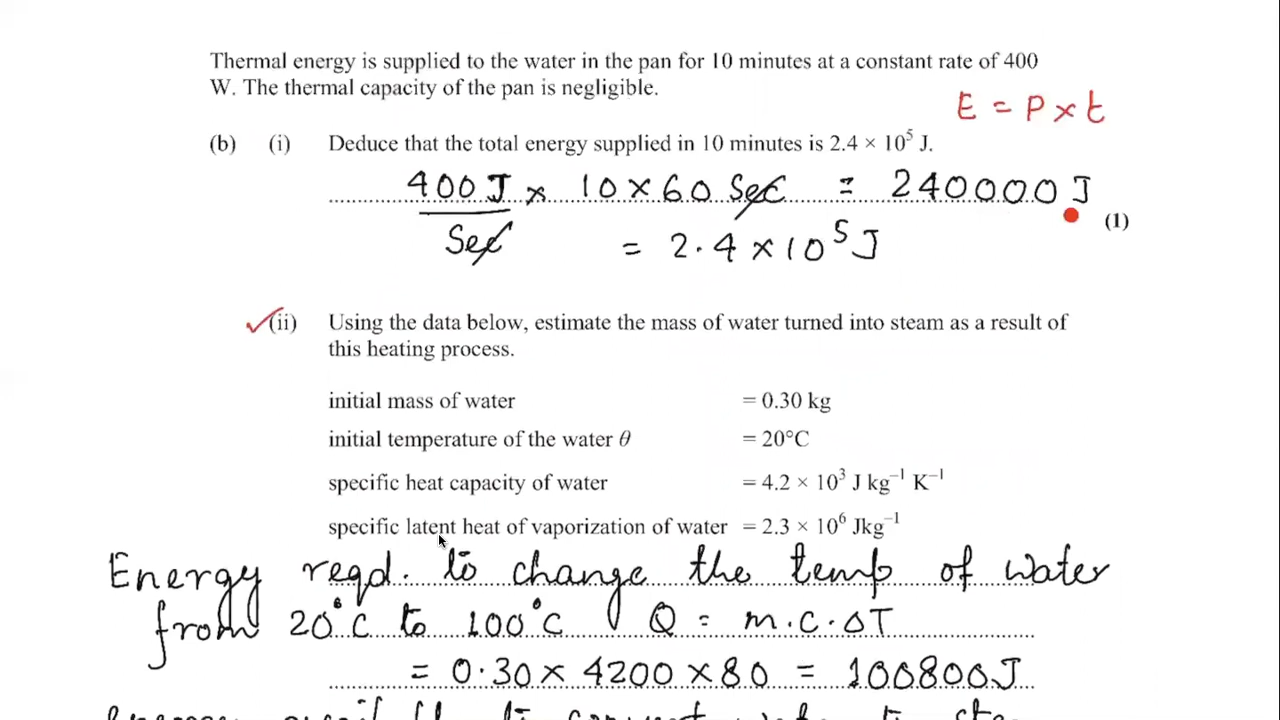 Thermal energy is supplied to the water in the pan for 10 minutes at a constant rate of 400
W. The thermal capacity of the pan is negligible.
E = P × t
(b) (i) Deduce that the total energy supplied in 10 minutes is 2.4 × 10⁵ J.
400 J × 10 × 60 Sec = 240000 J
Sec = 2.4 × 10⁵ J
(1)
(ii) Using the data below, estimate the mass of water turned into steam as a result of
this heating process.
initial mass of water = 0.30 kg
initial temperature of the water θ = 20°C
specific heat capacity of water = 4.2 × 10³ J kg⁻¹ K⁻¹
specific latent heat of vaporization of water = 2.3 × 10⁶ Jkg⁻¹
Energy reqd. to change the temp of water
from 20°C to 100°C Q = m.C.ΔT
= 0.30 × 4200 × 80 = 100800 J